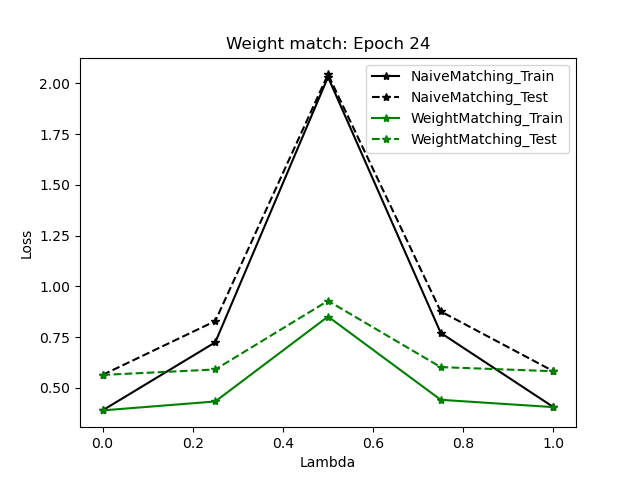 Weight match: Epoch 24
NaiveMatching_Train
NaiveMatching_Test
WeightMatching_Train
WeightMatching_Test
Loss
2.00
1.75
1.50
1.25
1.00
0.75
0.50
0.0 0.2 0.4 0.6 0.8 1.0
Lambda